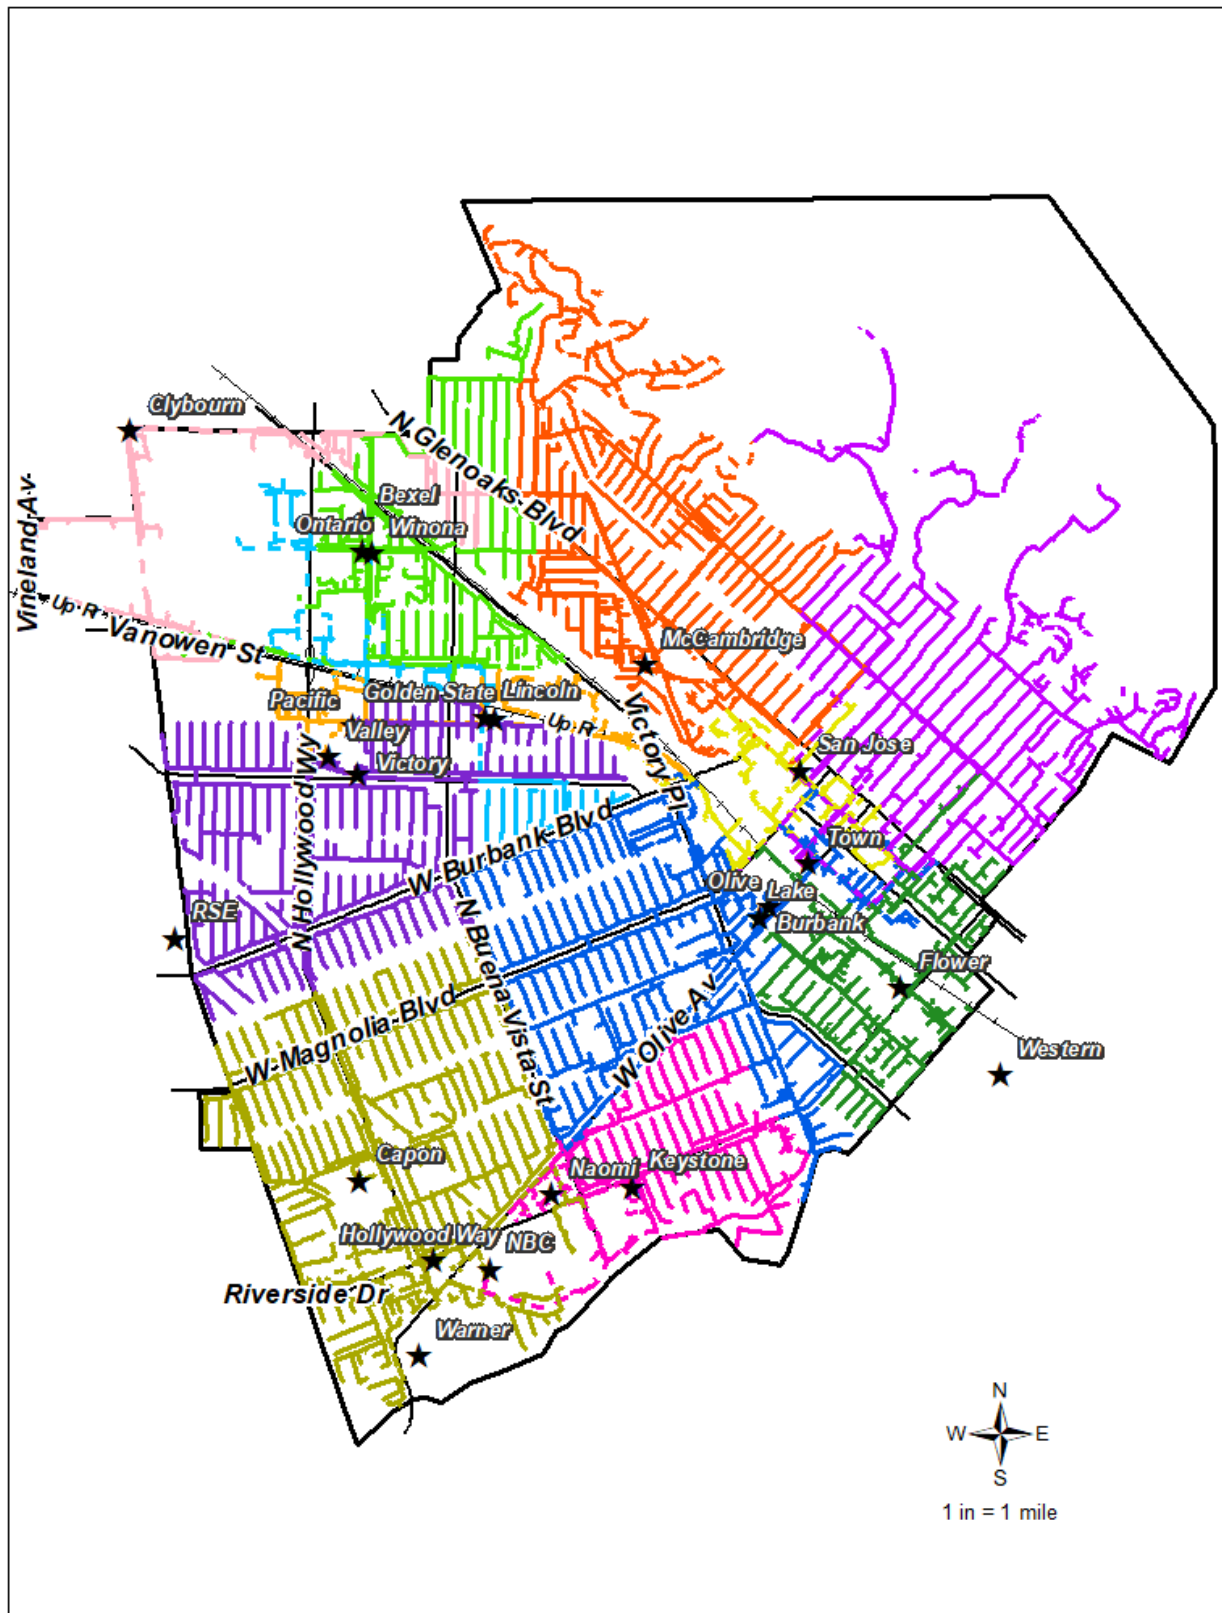 Clybourn
N Glenoaks Blvd
Bexel
Ontario
Winona
Vineland Av
Up Rr
Vanowen St
McCambridge
Pacific
Golden State
Lincoln
Up Rr
Victory Pl
Valley
San Jose
Victory
N Hollywood Wy
W Burbank Blvd
Town
Olive
Lake
RSE
Burbank
N Buena Vista St
Flower
W Magnolia Blvd
W Olive Av
Western
Capon
Naomi
Keystone
Hollywood Way
NBC
Riverside Dr
Warner
N
W
E
S
1 in = 1 mile